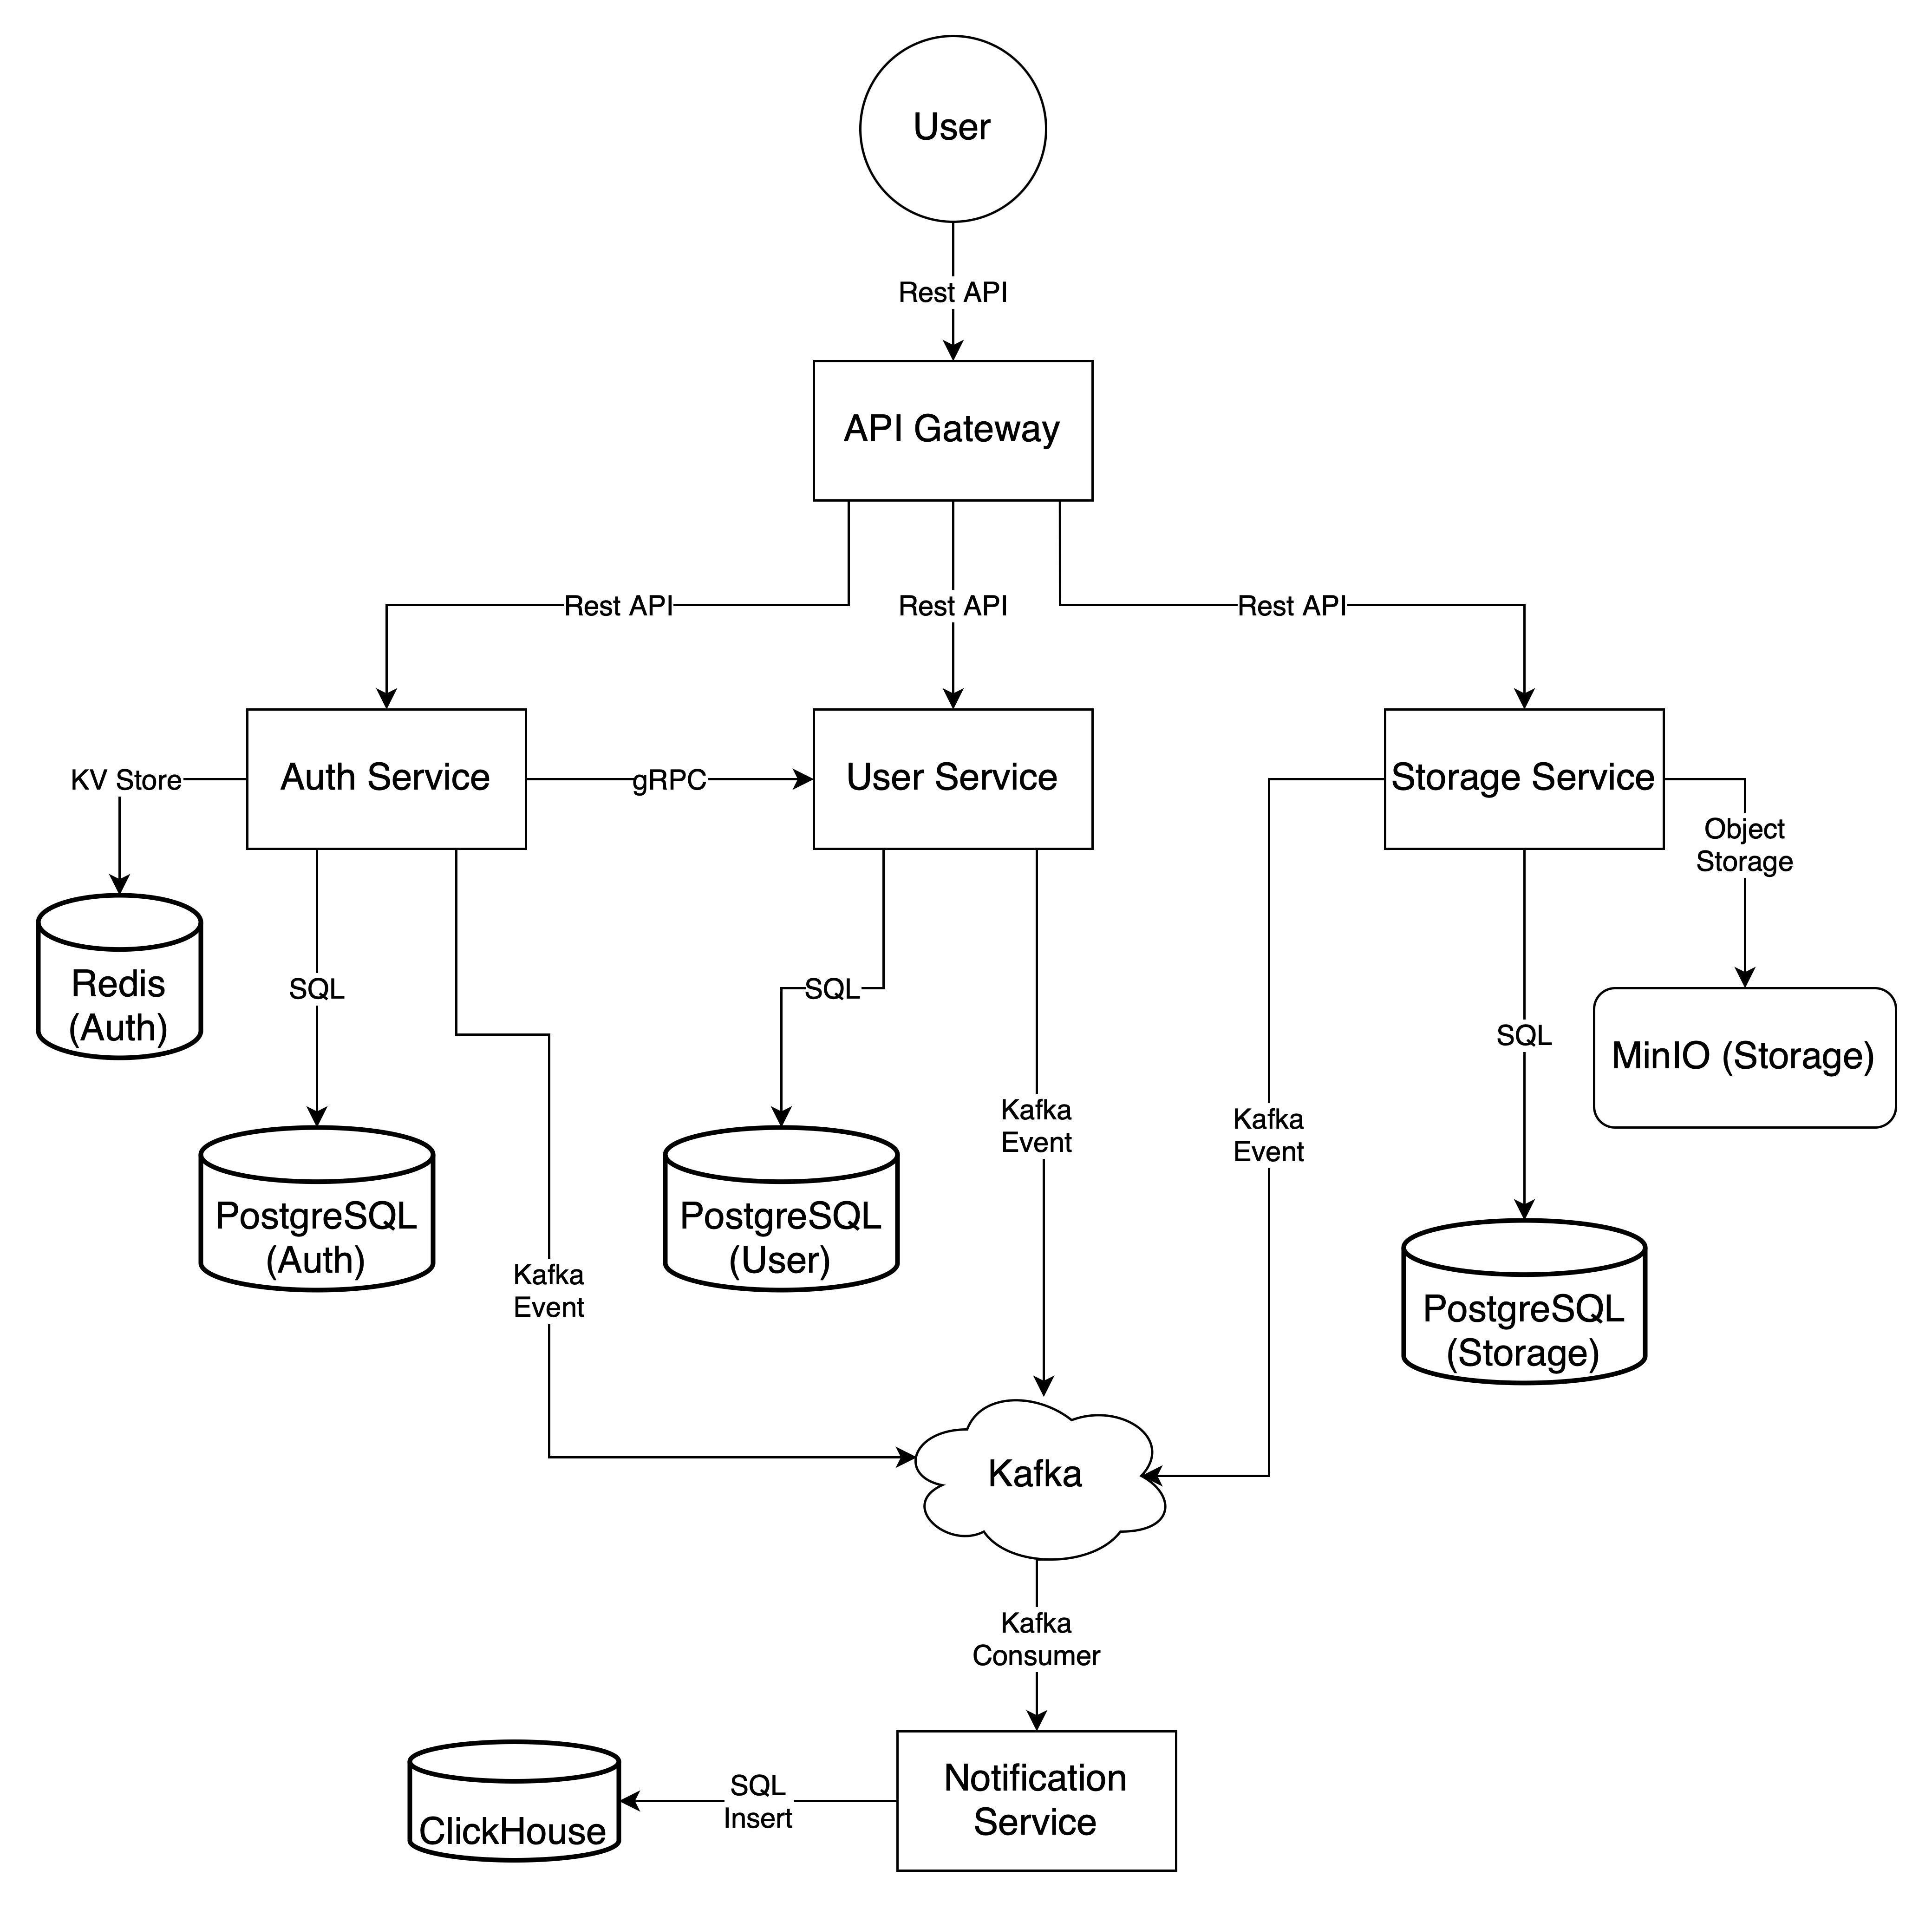 User
Rest API
API Gateway
Rest API
Rest API
Rest API
KV Store
Auth Service
gRPC
User Service
Storage Service
Object
Storage
Redis
(Auth)
SQL
SQL
SQL
MinIO (Storage)
Kafka
Event
Kafka
Event
PostgreSQL
(Auth)
PostgreSQL
(User)
Kafka
Event
PostgreSQL
(Storage)
Kafka
Kafka
Consumer
Notification
Service
SQL
Insert
ClickHouse